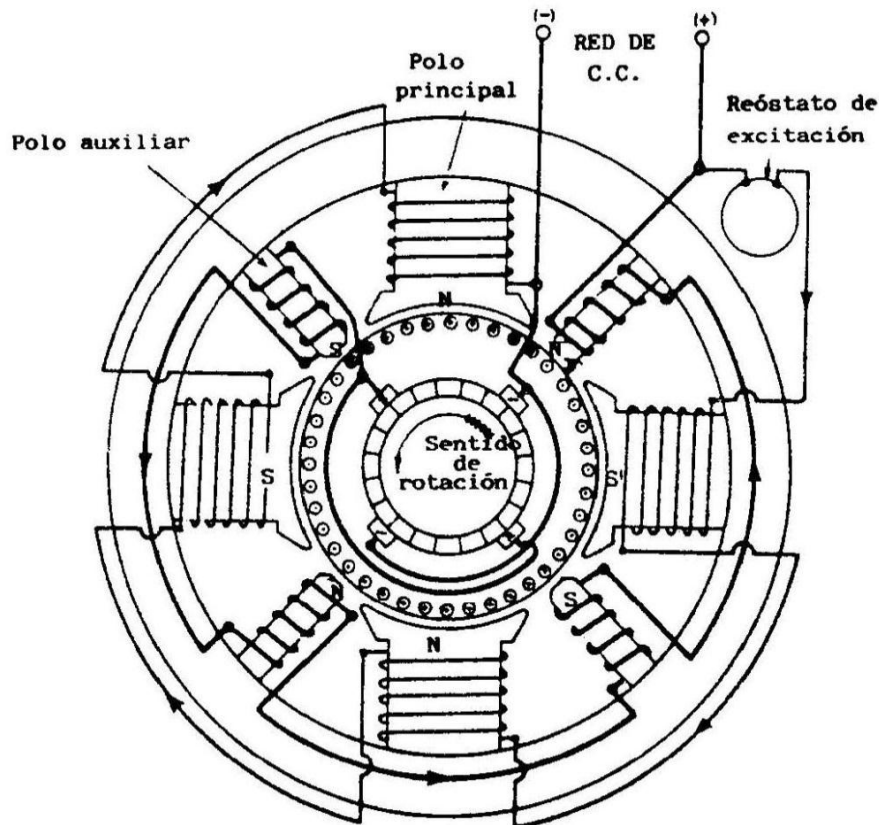 (-)
(+)
RED DE
C.C.
Polo
principal
Reóstato de
excitación
Polo auxiliar
N
S
N
S
Sentido
de
rotación
S
N
S
N